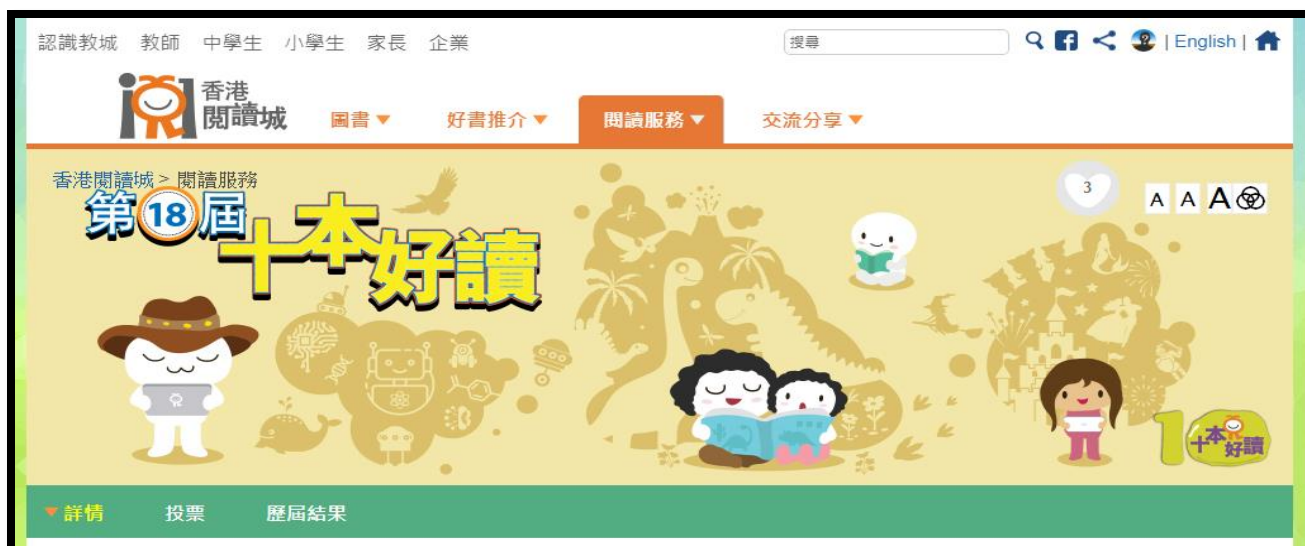 認識教城 教師 中學生 小學生 家長 企業 搜尋 | English |
香港
閱讀城
圖書▼ 好書推介▼ 閱讀服務▼ 交流分享▼
香港閱讀城 > 閱讀服務
3
A A A
第18屆
十本好讀
10
十本好讀
▼詳情 投票 歷屆結果